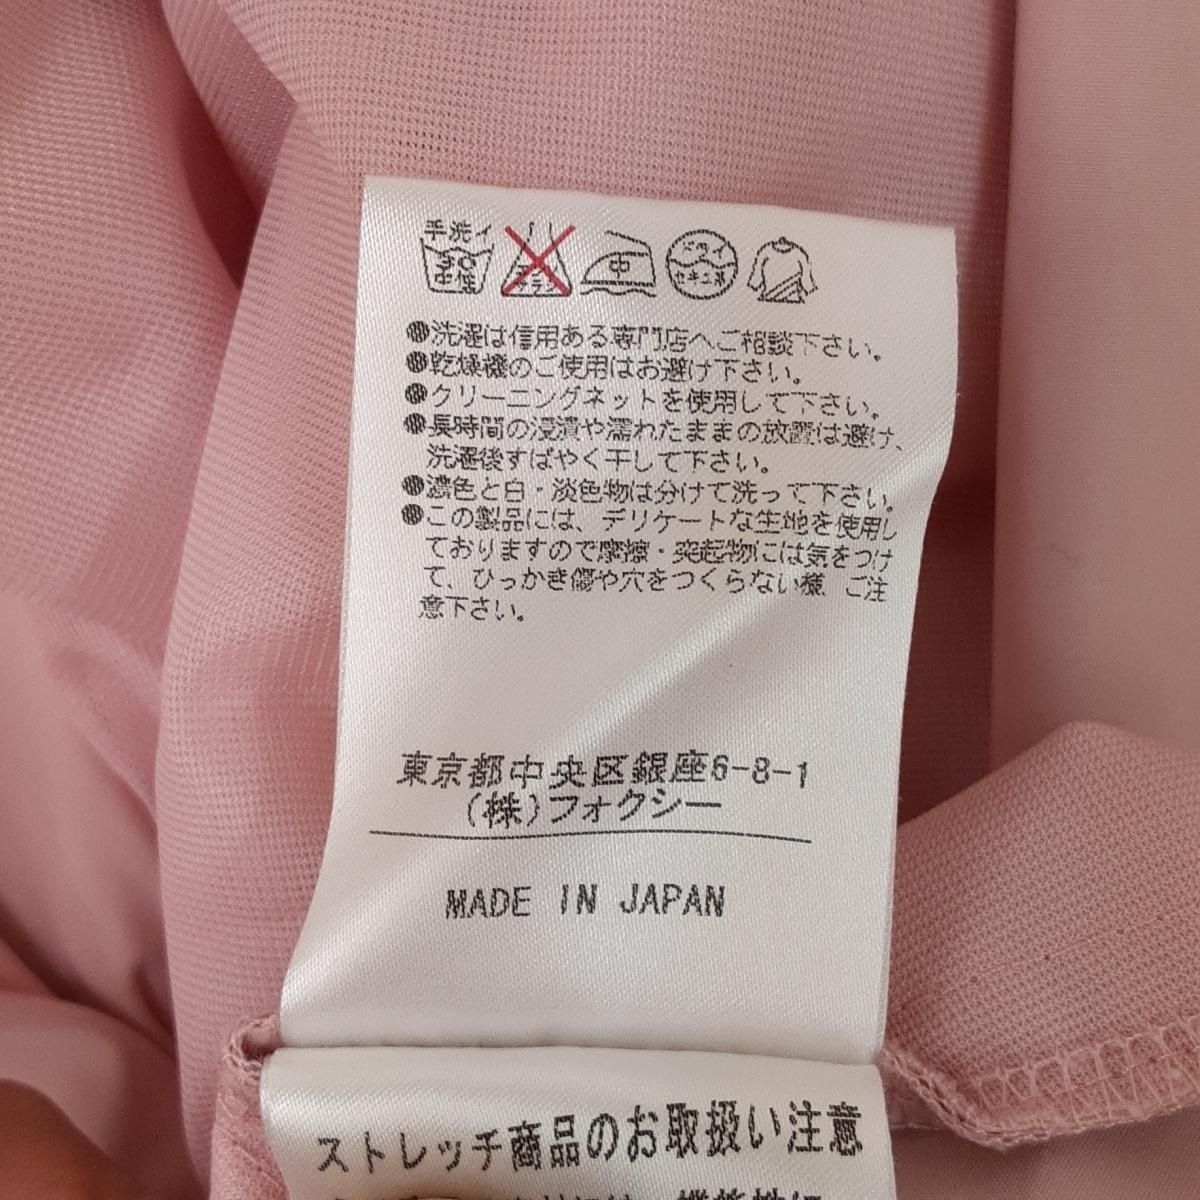 手洗イ
30
中性
中
ドライ
セキユ系
●洗濯は信用ある専門店へご相談下さい。
●乾燥機のご使用はお避け下さい。
●クリーニングネットを使用して下さい。
●長時間の浸漬や濡れたままの放置は避け、
洗濯後すばやく干して下さい。
●濃色と白・淡色物は分けて洗って下さい。
●この製品には、デリケートな生地を使用し
ておりますので摩擦・突起物には気をつけ
て、ひっかき傷や穴をつくらない様 ご注
意下さい。
東京都中央区銀座6-8-1
(株)フォクシー
MADE IN JAPAN
ストレッチ商品のお取扱い注意